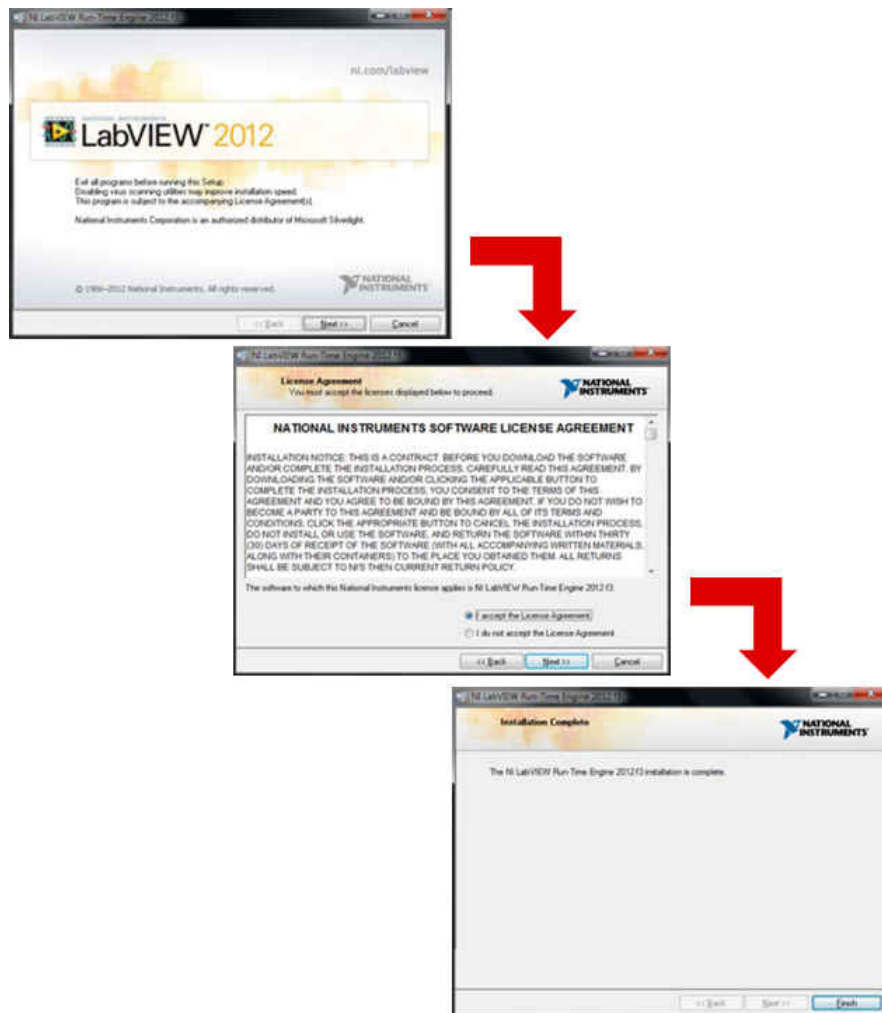 NI LabVIEW Run-Time Engine 2012 f3
ni.com/labview
NATIONAL INSTRUMENTS
LabVIEW™ 2012
Exit all programs before running this Setup.
Disabling virus scanning utilities may improve installation speed.
This program is subject to the accompanying License Agreement(s).
National Instruments Corporation is an authorized distributor of Microsoft Silverlight.
© 1986–2012 National Instruments. All rights reserved.
NATIONAL
INSTRUMENTS
<< Back Next >> Cancel
NI LabVIEW Run-Time Engine 2012 f3
License Agreement
You must accept the licenses displayed below to proceed.
NATIONAL
INSTRUMENTS
NATIONAL INSTRUMENTS SOFTWARE LICENSE AGREEMENT
INSTALLATION NOTICE: THIS IS A CONTRACT. BEFORE YOU DOWNLOAD THE SOFTWARE
AND/OR COMPLETE THE INSTALLATION PROCESS, CAREFULLY READ THIS AGREEMENT. BY
DOWNLOADING THE SOFTWARE AND/OR CLICKING THE APPLICABLE BUTTON TO
COMPLETE THE INSTALLATION PROCESS, YOU CONSENT TO THE TERMS OF THIS
AGREEMENT AND YOU AGREE TO BE BOUND BY THIS AGREEMENT. IF YOU DO NOT WISH TO
BECOME A PARTY TO THIS AGREEMENT AND BE BOUND BY ALL OF ITS TERMS AND
CONDITIONS, CLICK THE APPROPRIATE BUTTON TO CANCEL THE INSTALLATION PROCESS,
DO NOT INSTALL OR USE THE SOFTWARE, AND RETURN THE SOFTWARE WITHIN THIRTY
(30) DAYS OF RECEIPT OF THE SOFTWARE (WITH ALL ACCOMPANYING WRITTEN MATERIALS,
ALONG WITH THEIR CONTAINERS) TO THE PLACE YOU OBTAINED THEM. ALL RETURNS
SHALL BE SUBJECT TO NI'S THEN CURRENT RETURN POLICY.
The software to which this National Instruments license applies is NI LabVIEW Run-Time Engine 2012 f3.
I accept the License Agreement.
I do not accept the License Agreement.
<< Back Next >> Cancel
NI LabVIEW Run-Time Engine 2012 f3
Installation Complete
NATIONAL
INSTRUMENTS
The NI LabVIEW Run-Time Engine 2012 f3 installation is complete.
<< Back Next >> Finish